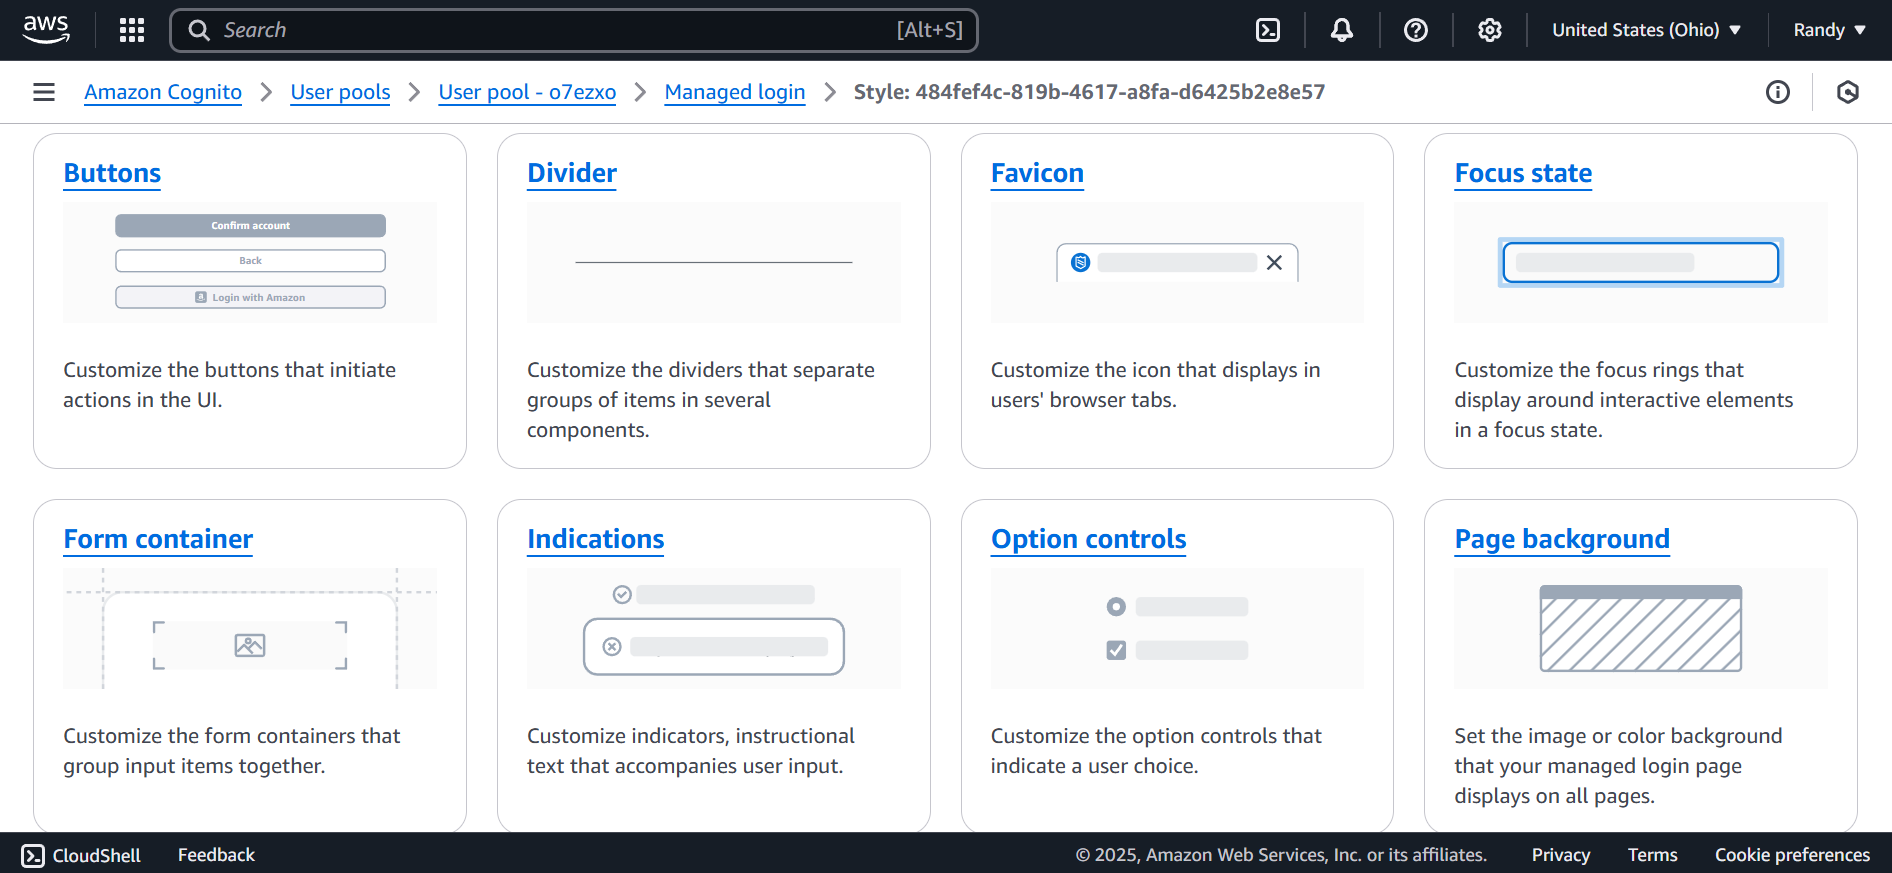 aws
Search
[Alt+S]
United States (Ohio)
Randy
Amazon Cognito
User pools
User pool - o7ezxo
Managed login
Style: 484fef4c-819b-4617-a8fa-d6425b2e8e57
Buttons
Confirm account
Back
Login with Amazon
Customize the buttons that initiate
actions in the UI.
Divider
Customize the dividers that separate
groups of items in several
components.
Favicon
Customize the icon that displays in
users' browser tabs.
Focus state
Customize the focus rings that
display around interactive elements
in a focus state.
Form container
Customize the form containers that
group input items together.
Indications
Customize indicators, instructional
text that accompanies user input.
Option controls
Customize the option controls that
indicate a user choice.
Page background
Set the image or color background
that your managed login page
displays on all pages.
CloudShell
Feedback
© 2025, Amazon Web Services, Inc. or its affiliates.
Privacy
Terms
Cookie preferences